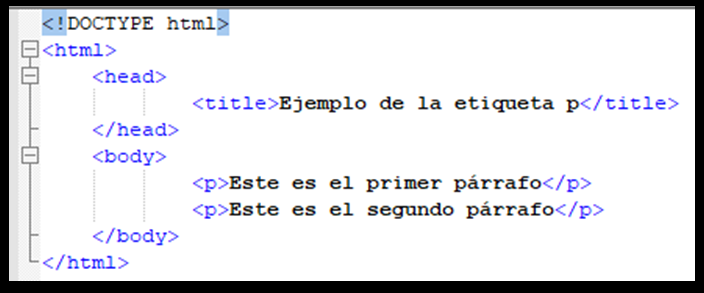 <!DOCTYPE html>
<html>
<head>
<title>Ejemplo de la etiqueta p</title>
</head>
<body>
<p>Este es el primer párrafo</p>
<p>Este es el segundo párrafo</p>
</body>
</html>